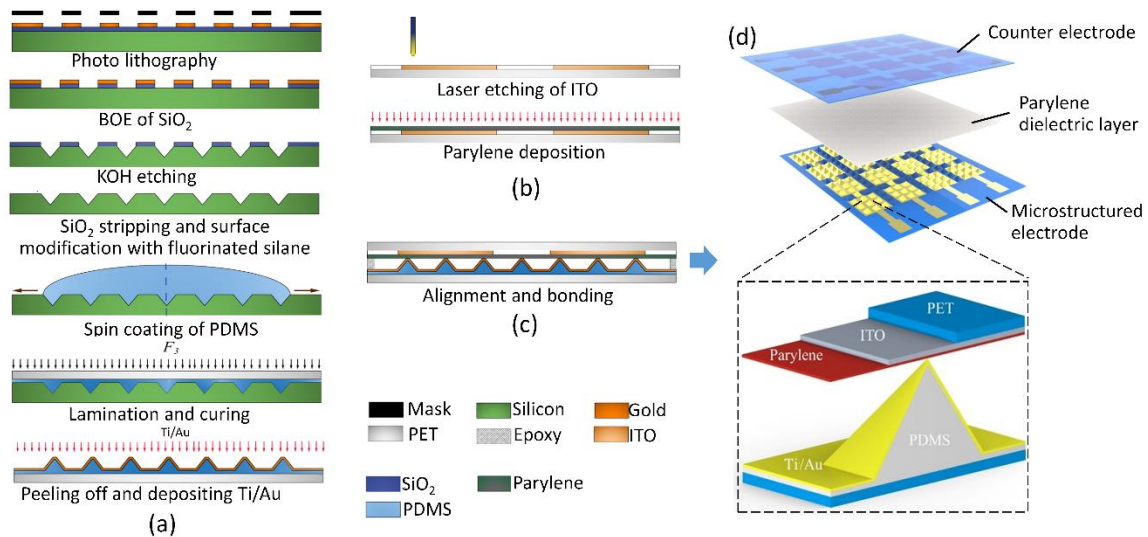 Photo lithography
BOE of SiO₂
KOH etching
SiO₂ stripping and surface
modification with fluorinated silane
Spin coating of PDMS
F₃
Lamination and curing
Ti/Au
Peeling off and depositing Ti/Au
(a)
Laser etching of ITO
Parylene deposition
(b)
Alignment and bonding
(c)
Mask
Silicon
Gold
PET
Epoxy
ITO
SiO₂
Parylene
PDMS
(d)
Counter electrode
Parylene
dielectric layer
Microstructured
electrode
PET
ITO
Parylene
PDMS
Ti/Au